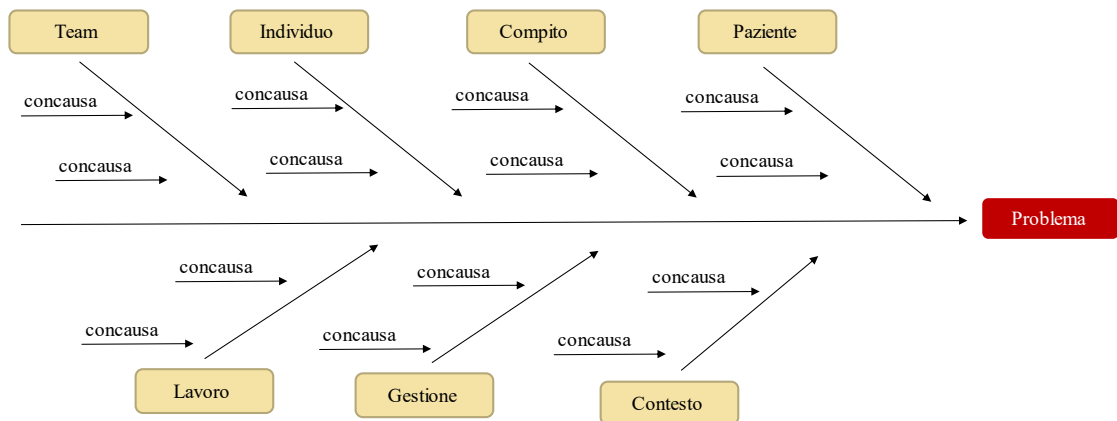 Team
Individuo
Compito
Paziente
concausa
concausa
concausa
concausa
concausa
concausa
concausa
concausa
Problema
concausa
concausa
concausa
concausa
concausa
concausa
Lavoro
Gestione
Contesto